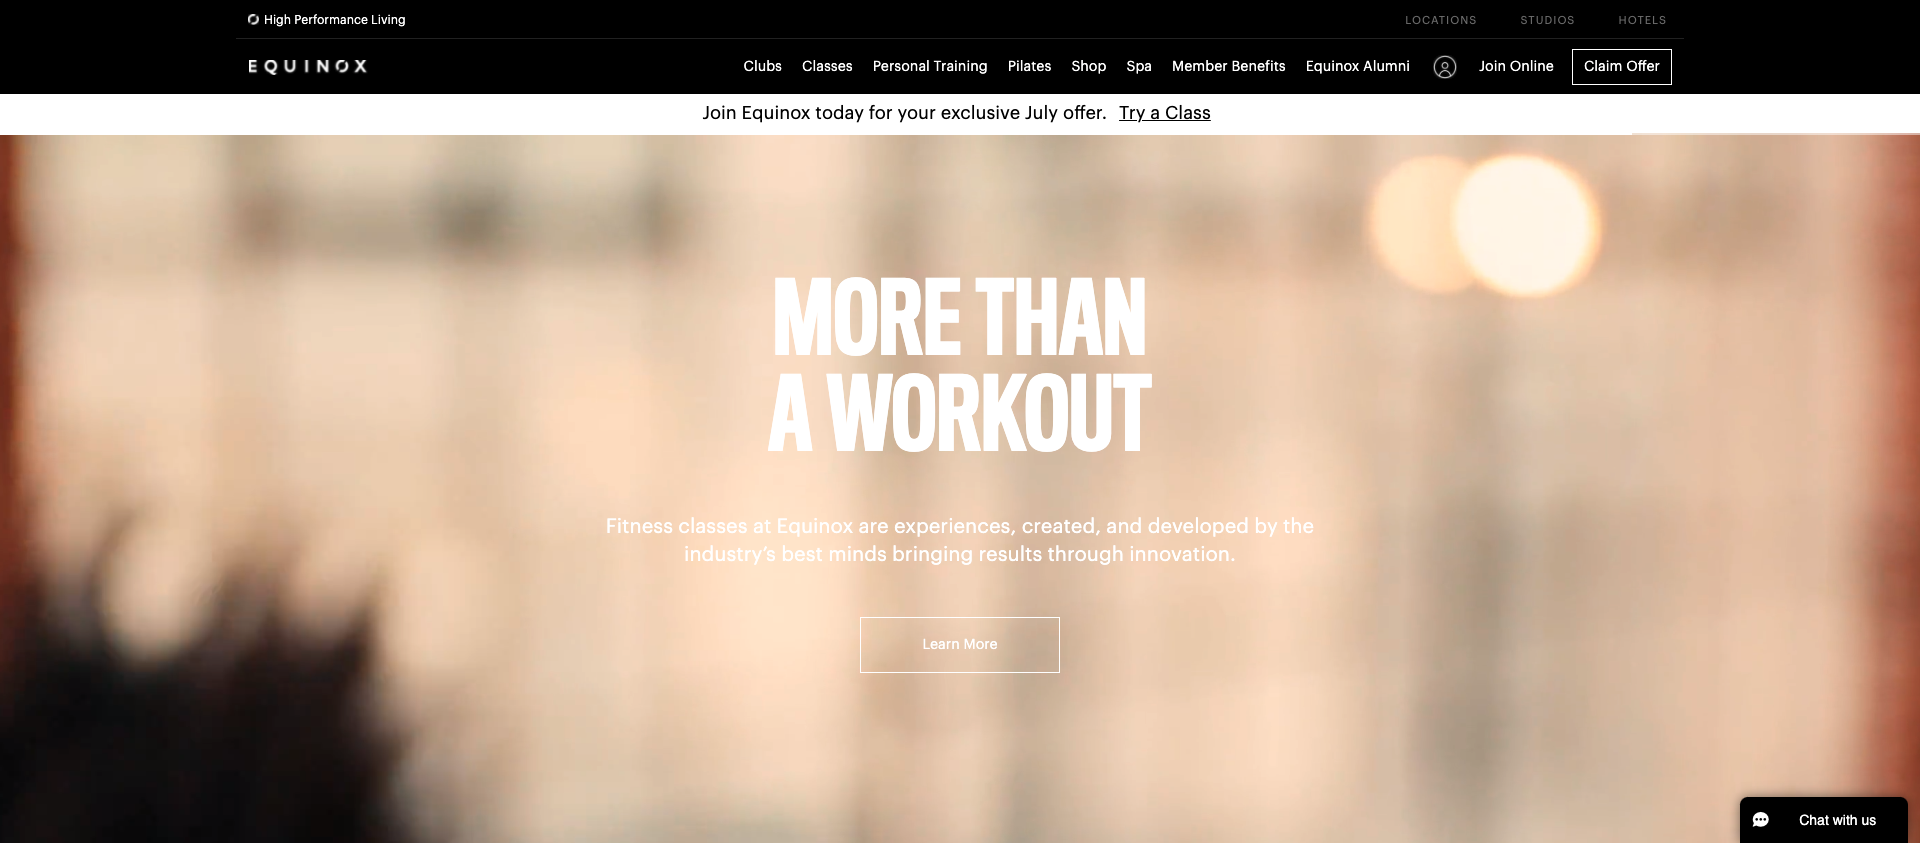 High Performance Living
LOCATIONS STUDIOS HOTELS
EQUINOX
Clubs Classes Personal Training Pilates Shop Spa Member Benefits Equinox Alumni Join Online Claim Offer
Join Equinox today for your exclusive July offer. Try a Class
MORE THAN
A WORKOUT
Fitness classes at Equinox are experiences, created, and developed by the
industry’s best minds bringing results through innovation.
Learn More
Chat with us